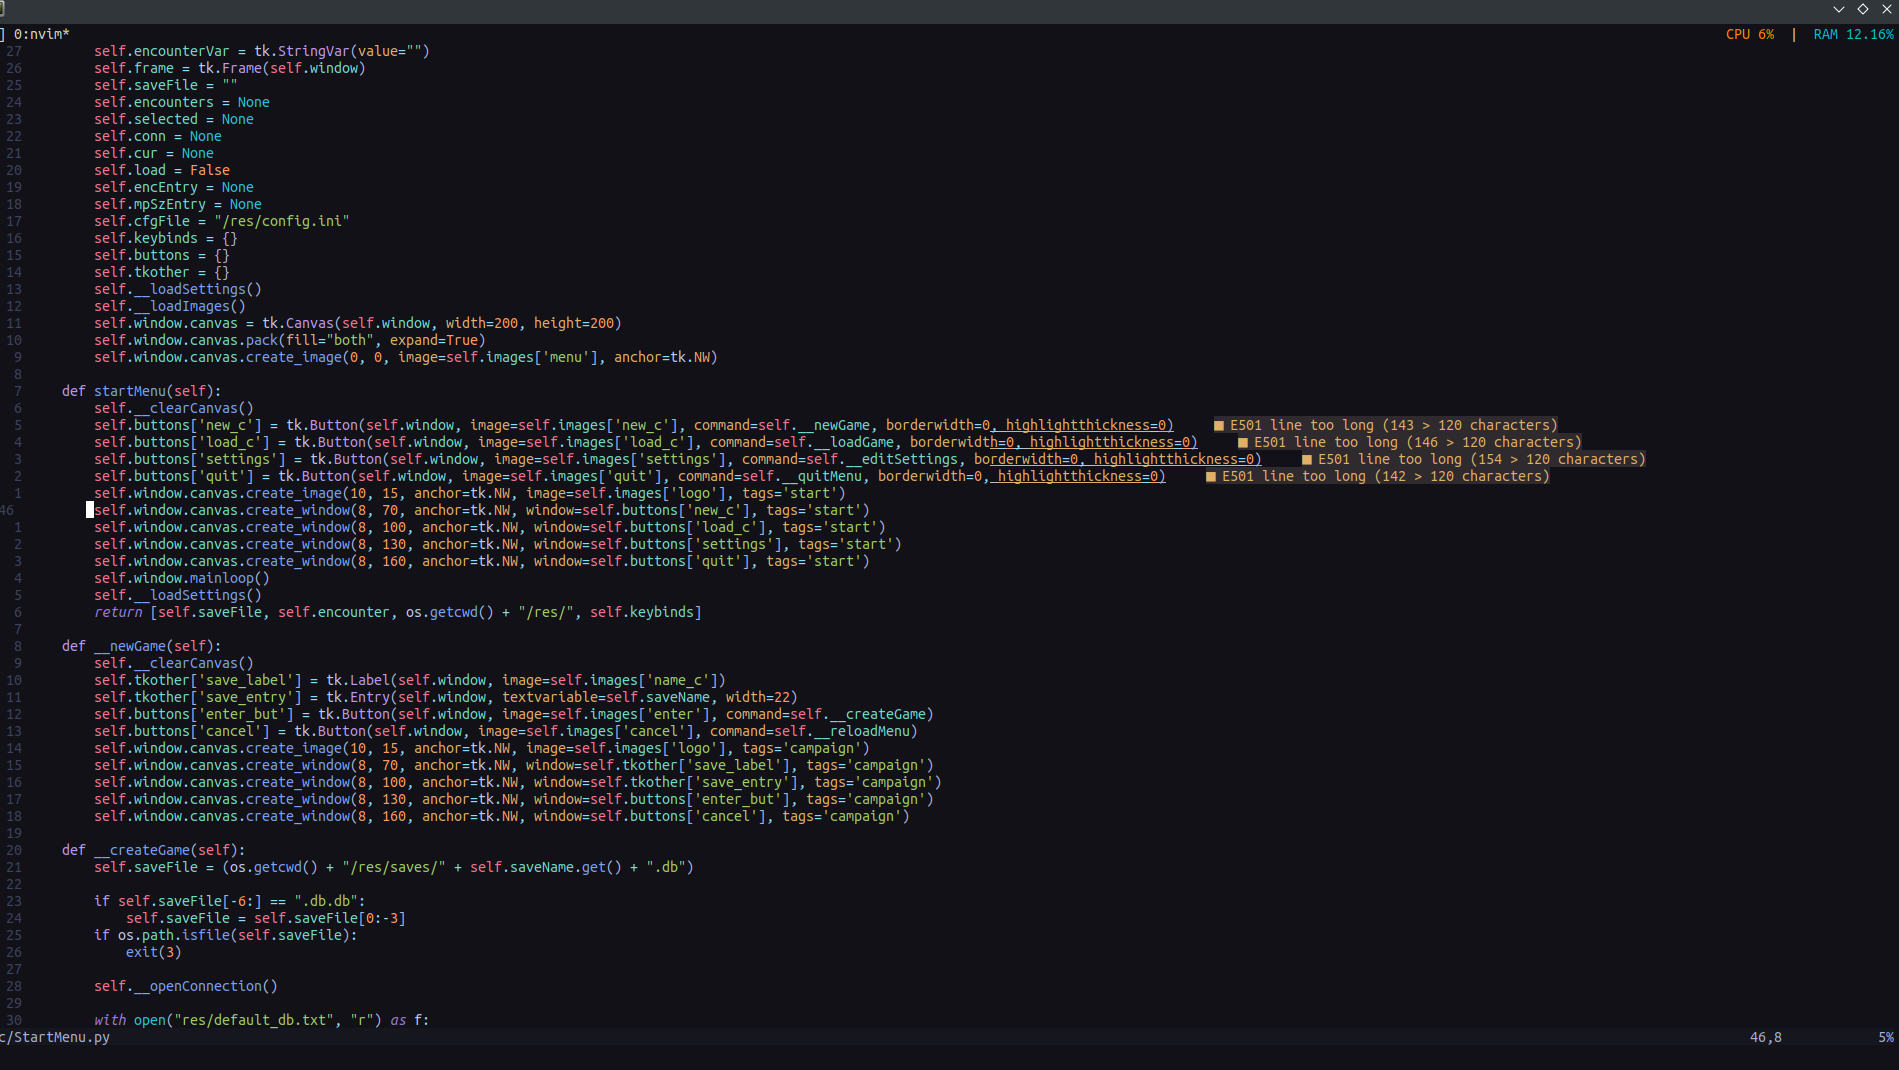 ] 0:nvim* CPU 6% | RAM 12.16%
27 self.encounterVar = tk.StringVar(value="")
26 self.frame = tk.Frame(self.window)
25 self.saveFile = ""
24 self.encounters = None
23 self.selected = None
22 self.conn = None
21 self.cur = None
20 self.load = False
19 self.encEntry = None
18 self.mpSzEntry = None
17 self.cfgFile = "/res/config.ini"
16 self.keybinds = {}
15 self.buttons = {}
14 self.tkother = {}
13 self.__loadSettings()
12 self.__loadImages()
11 self.window.canvas = tk.Canvas(self.window, width=200, height=200)
10 self.window.canvas.pack(fill="both", expand=True)
9 self.window.canvas.create_image(0, 0, image=self.images['menu'], anchor=tk.NW)
8
7 def startMenu(self):
6 self.__clearCanvas()
5 self.buttons['new_c'] = tk.Button(self.window, image=self.images['new_c'], command=self.__newGame, borderwidth=0, highlightthickness=0) ■ E501 line too long (143 > 120 characters)
4 self.buttons['load_c'] = tk.Button(self.window, image=self.images['load_c'], command=self.__loadGame, borderwidth=0, highlightthickness=0) ■ E501 line too long (146 > 120 characters)
3 self.buttons['settings'] = tk.Button(self.window, image=self.images['settings'], command=self.__editSettings, borderwidth=0, highlightthickness=0) ■ E501 line too long (154 > 120 characters)
2 self.buttons['quit'] = tk.Button(self.window, image=self.images['quit'], command=self.__quitMenu, borderwidth=0, highlightthickness=0) ■ E501 line too long (142 > 120 characters)
1 self.window.canvas.create_image(10, 15, anchor=tk.NW, image=self.images['logo'], tags='start')
46 self.window.canvas.create_window(8, 70, anchor=tk.NW, window=self.buttons['new_c'], tags='start')
1 self.window.canvas.create_window(8, 100, anchor=tk.NW, window=self.buttons['load_c'], tags='start')
2 self.window.canvas.create_window(8, 130, anchor=tk.NW, window=self.buttons['settings'], tags='start')
3 self.window.canvas.create_window(8, 160, anchor=tk.NW, window=self.buttons['quit'], tags='start')
4 self.window.mainloop()
5 self.__loadSettings()
6 return [self.saveFile, self.encounter, os.getcwd() + "/res/", self.keybinds]
7
8 def __newGame(self):
9 self.__clearCanvas()
10 self.tkother['save_label'] = tk.Label(self.window, image=self.images['name_c'])
11 self.tkother['save_entry'] = tk.Entry(self.window, textvariable=self.saveName, width=22)
12 self.buttons['enter_but'] = tk.Button(self.window, image=self.images['enter'], command=self.__createGame)
13 self.buttons['cancel'] = tk.Button(self.window, image=self.images['cancel'], command=self.__reloadMenu)
14 self.window.canvas.create_image(10, 15, anchor=tk.NW, image=self.images['logo'], tags='campaign')
15 self.window.canvas.create_window(8, 70, anchor=tk.NW, window=self.tkother['save_label'], tags='campaign')
16 self.window.canvas.create_window(8, 100, anchor=tk.NW, window=self.tkother['save_entry'], tags='campaign')
17 self.window.canvas.create_window(8, 130, anchor=tk.NW, window=self.buttons['enter_but'], tags='campaign')
18 self.window.canvas.create_window(8, 160, anchor=tk.NW, window=self.buttons['cancel'], tags='campaign')
19
20 def __createGame(self):
21 self.saveFile = (os.getcwd() + "/res/saves/" + self.saveName.get() + ".db")
22
23 if self.saveFile[-6:] == ".db.db":
24 self.saveFile = self.saveFile[0:-3]
25 if os.path.isfile(self.saveFile):
26 exit(3)
27
28 self.__openConnection()
29
30 with open("res/default_db.txt", "r") as f:
c/StartMenu.py 46,8 5%